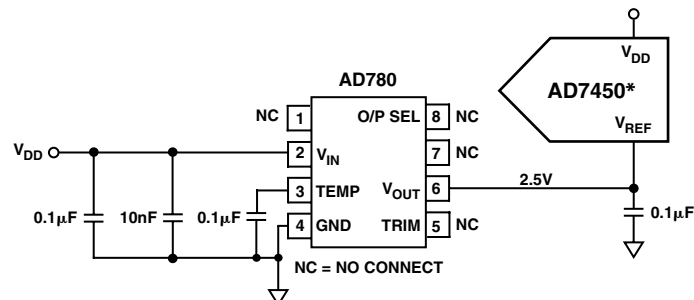 AD780
V_DD
AD7450*
V_REF
NC 1 O/P SEL 8 NC
V_DD 2 V_IN 7 NC
3 TEMP V_OUT 6 2.5V
0.1μF 10nF 0.1μF 4 GND TRIM 5 NC 0.1μF
NC = NO CONNECT